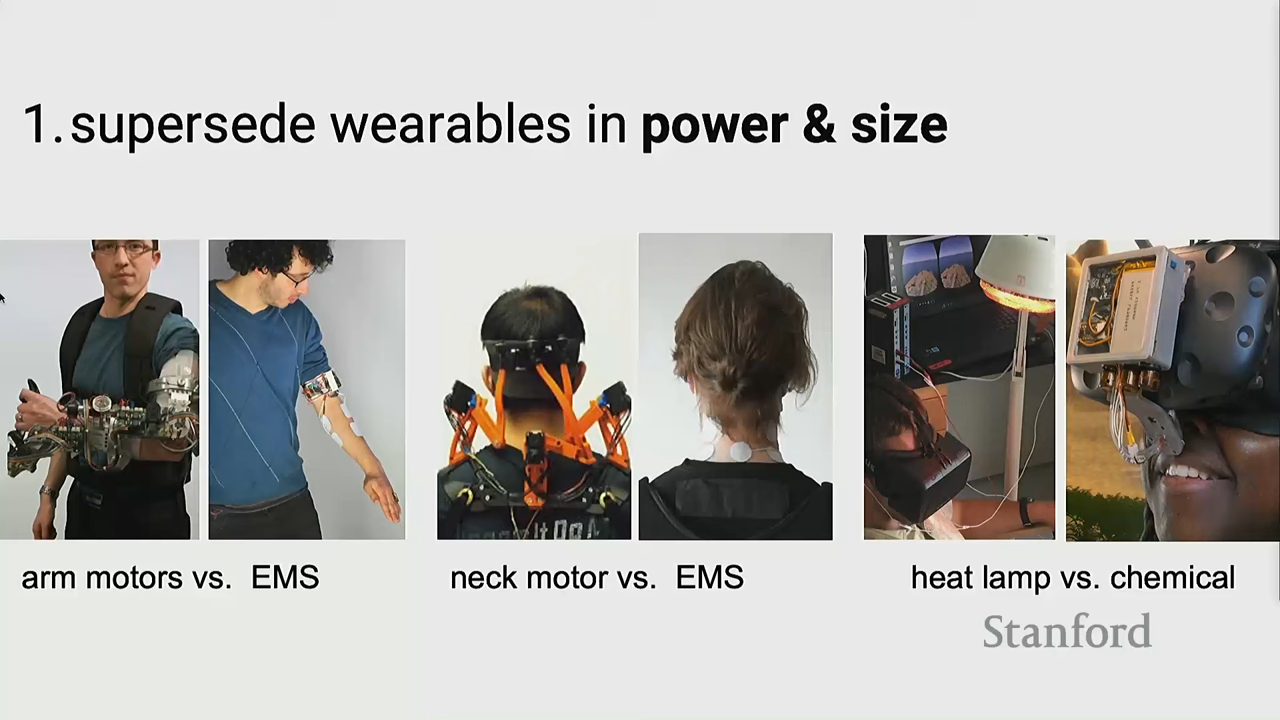 1. supersede wearables in power & size
arm motors vs. EMS
neck motor vs. EMS
heat lamp vs. chemical
Stanford